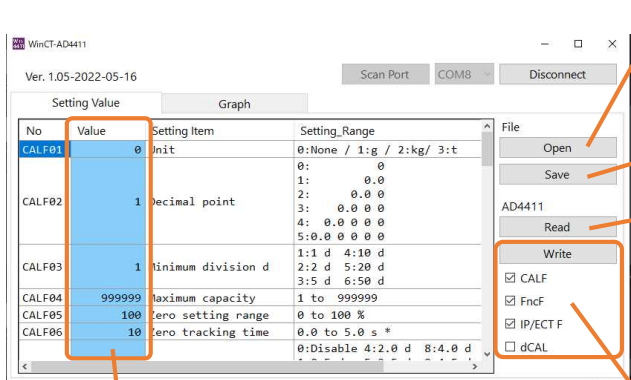 WinCT-AD4411
Ver. 1.05-2022-05-16
Scan Port
COM8
Disconnect
Setting Value
Graph
No Value Setting Item Setting_Range
CALF01 0 Unit 0:None / 1:g / 2:kg/ 3:t
CALF02 1 Decimal point
0: 0
1: 0.0
2: 0.0 0
3: 0.0 0 0
4: 0.0 0 0 0
5:0.0 0 0 0 0
CALF03 1 Minimum division d
1:1 d 4:10 d
2:2 d 5:20 d
3:5 d 6:50 d
CALF04 999999 Maximum capacity 1 to 999999
CALF05 100 Zero setting range 0 to 100 %
CALF06 10 Zero tracking time 0.0 to 5.0 s *
0:Disable 4:2.0 d 8:4.0 d
File
Open
Save
AD4411
Read
Write
CALF
FncF
IP/ECT F
dCAL